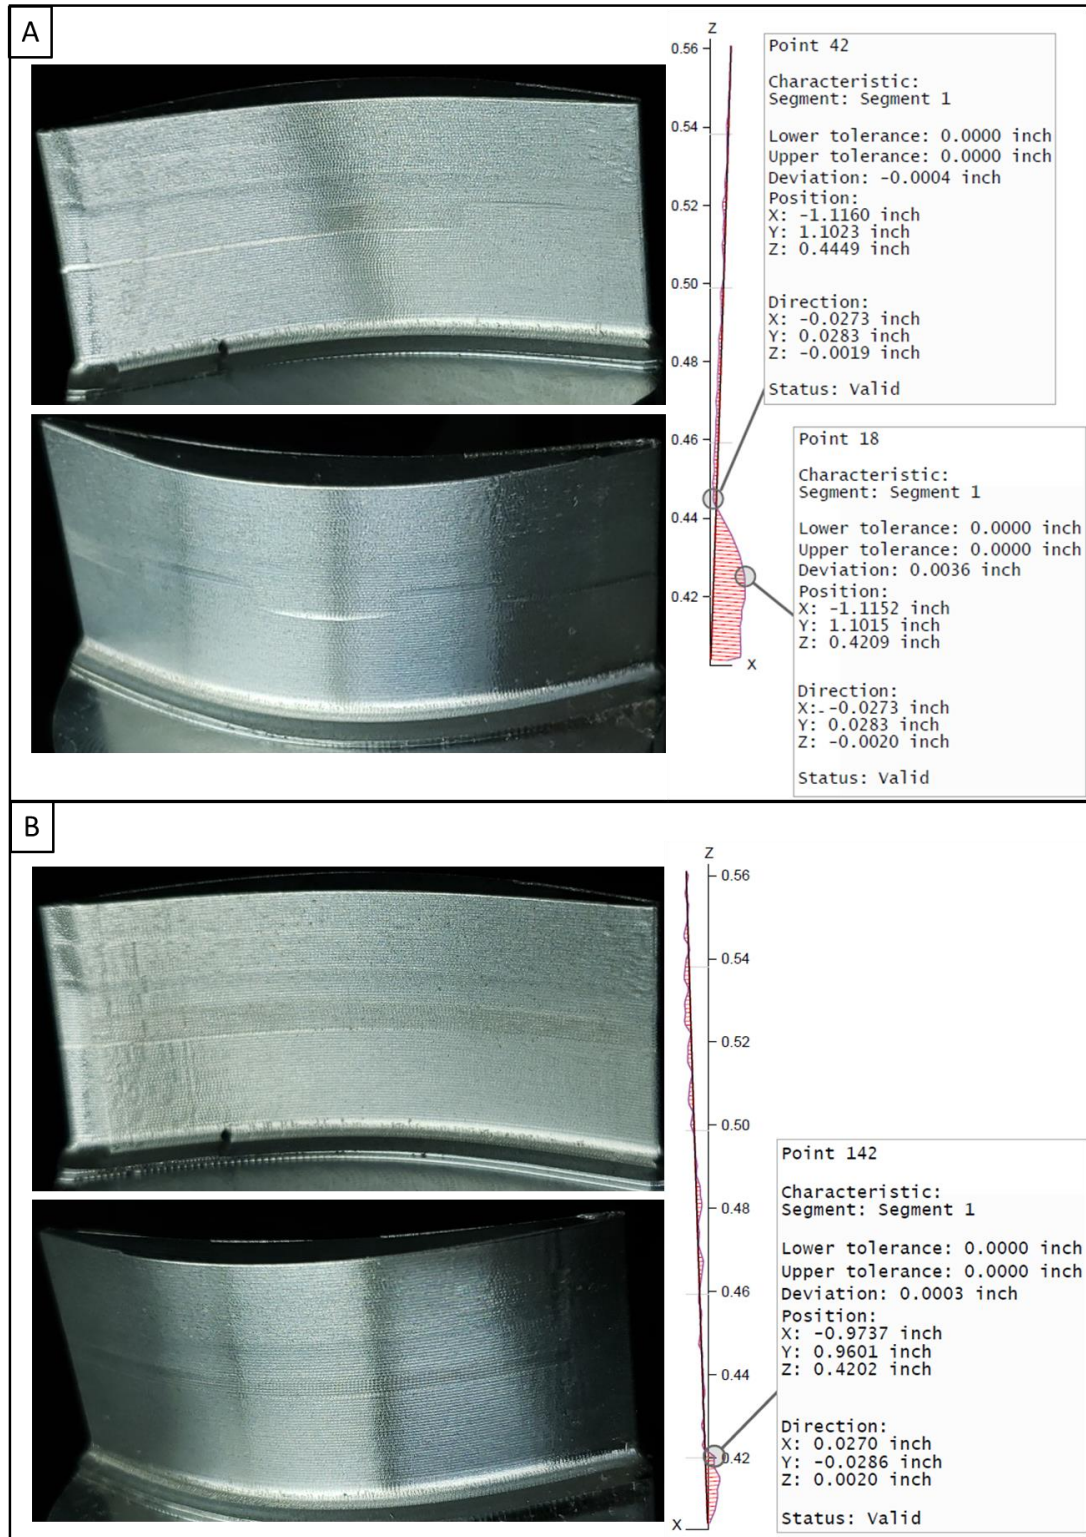 A
Z
0.56
0.54
0.52
0.50
0.48
0.46
0.44
0.42
X
Point 42
Characteristic:
Segment: Segment 1
Lower tolerance: 0.0000 inch
Upper tolerance: 0.0000 inch
Deviation: -0.0004 inch
Position:
X: -1.1160 inch
Y: 1.1023 inch
Z: 0.4449 inch
Direction:
X: -0.0273 inch
Y: 0.0283 inch
Z: -0.0019 inch
Status: Valid
Point 18
Characteristic:
Segment: Segment 1
Lower tolerance: 0.0000 inch
Upper tolerance: 0.0000 inch
Deviation: 0.0036 inch
Position:
X: -1.1152 inch
Y: 1.1015 inch
Z: 0.4209 inch
Direction:
X: -0.0273 inch
Y: 0.0283 inch
Z: -0.0020 inch
Status: Valid
B
Z
0.56
0.54
0.52
0.50
0.48
0.46
0.44
0.42
X
Point 142
Characteristic:
Segment: Segment 1
Lower tolerance: 0.0000 inch
Upper tolerance: 0.0000 inch
Deviation: 0.0003 inch
Position:
X: -0.9737 inch
Y: 0.9601 inch
Z: 0.4202 inch
Direction:
X: 0.0270 inch
Y: -0.0286 inch
Z: 0.0020 inch
Status: Valid